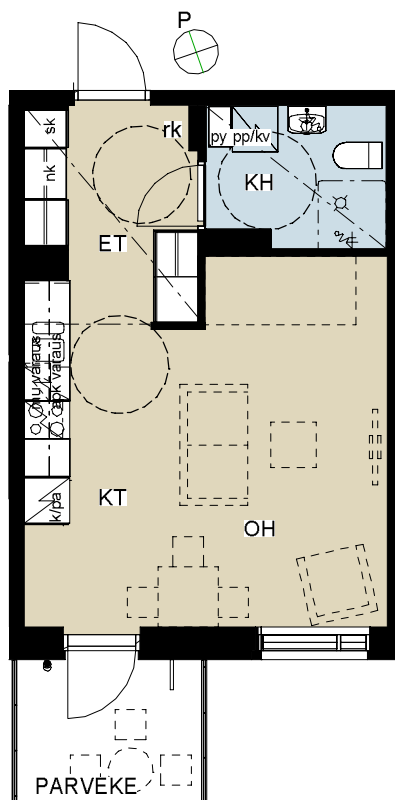 P
sk
rk
py pp/kv
nk
KH
ET
mu varaus
apk varaus
k/pa
KT
OH
PARVEKE